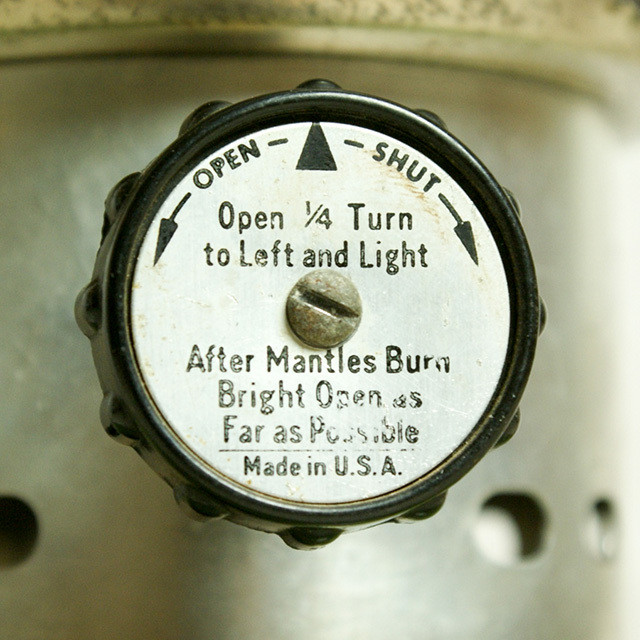 OPEN — — SHUT
Open ¼ Turn
to Left and Light
After Mantles Burn
Bright Open as
Far as Possible
Made in U.S.A.